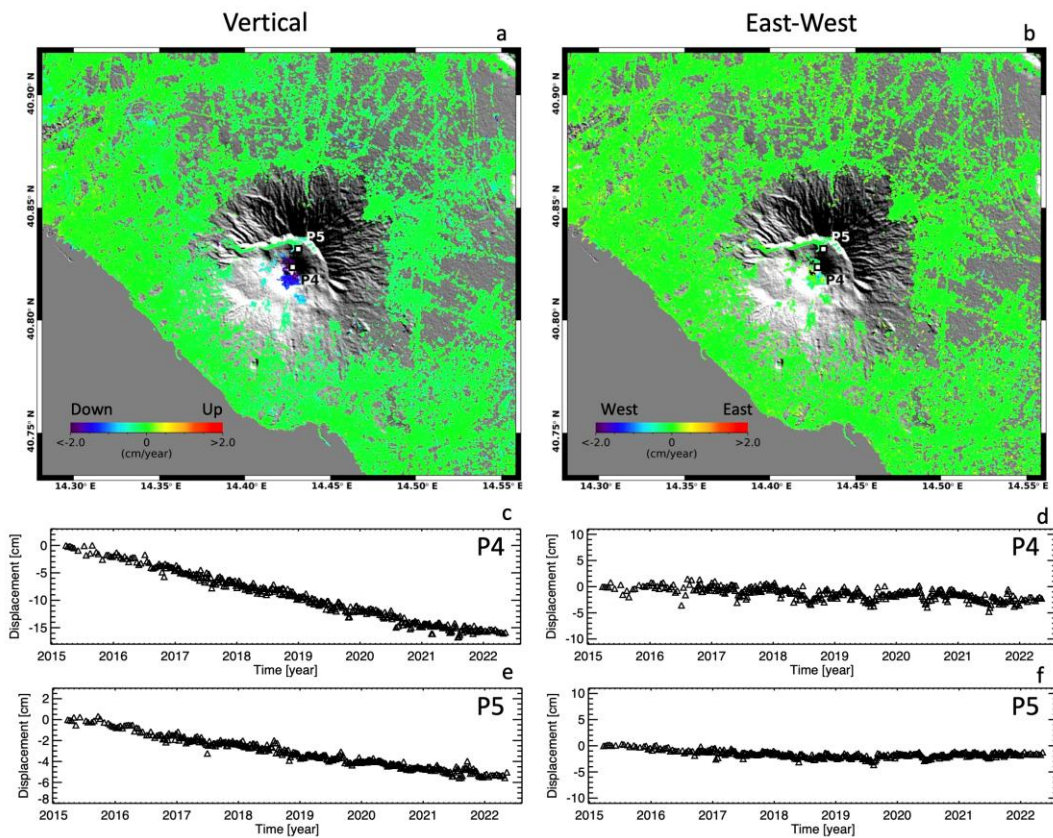 Vertical
East-West
a
b
40.90 N
40.85 N
40.80 N
40.75 N
P5
P4
Down Up
<-2.0 0 >2.0
(cm/year)
14.30° E 14.35° E 14.40° E 14.45° E 14.50° E 14.55° E
40.90 N
40.85 N
40.80 N
40.75 N
P5
P4
West East
<-2.0 0 >2.0
(cm/year)
14.30° E 14.35° E 14.40° E 14.45° E 14.50° E 14.55° E
c
P4
Displacement [cm]
0
-5
-10
-15
2015 2016 2017 2018 2019 2020 2021 2022
Time [year]
d
P4
Displacement [cm]
10
5
0
-5
-10
2015 2016 2017 2018 2019 2020 2021 2022
Time [year]
e
P5
Displacement [cm]
2
0
-2
-4
-6
-8
2015 2016 2017 2018 2019 2020 2021 2022
Time [year]
f
P5
Displacement [cm]
10
5
0
-5
-10
2015 2016 2017 2018 2019 2020 2021 2022
Time [year]